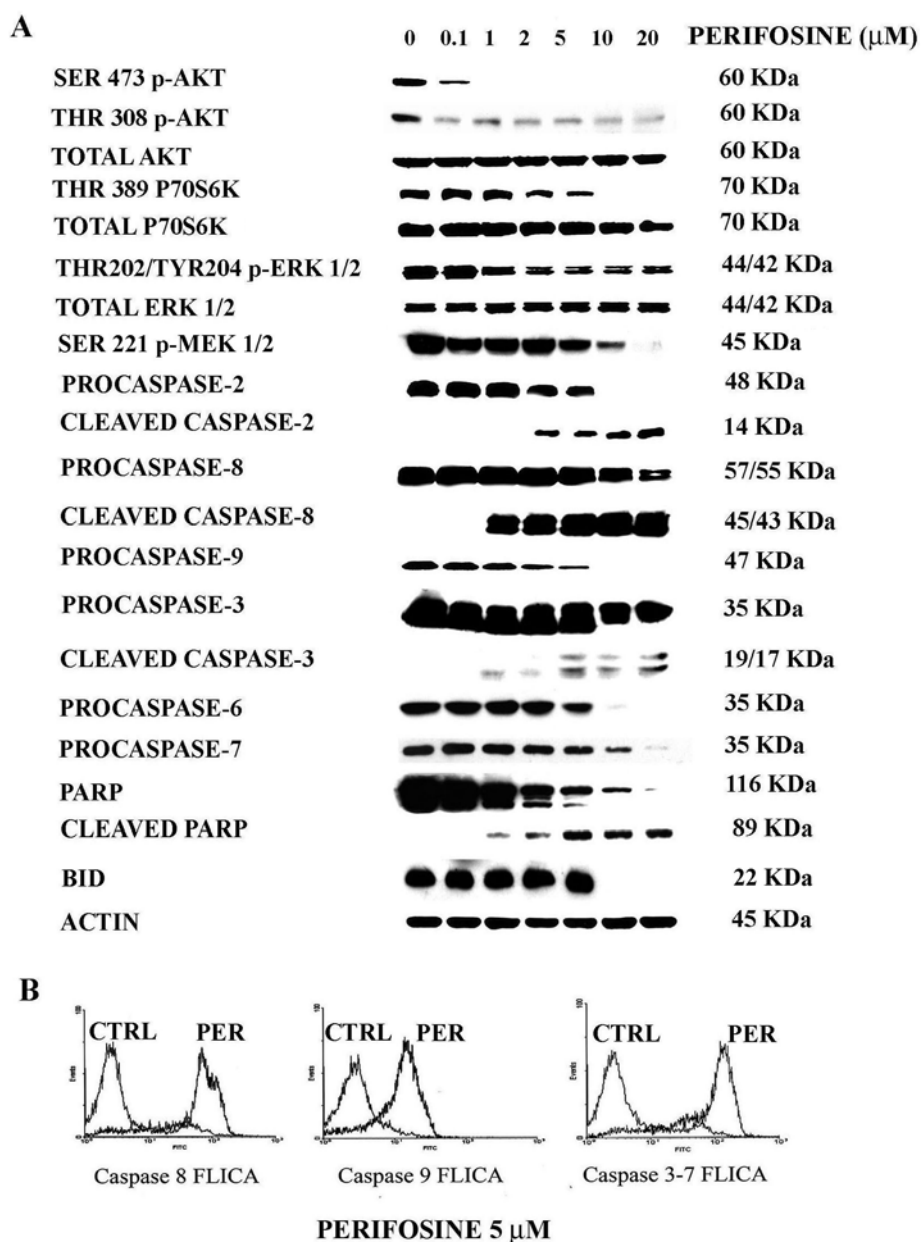 A
0 0.1 1 2 5 10 20 PERIFOSINE (µM)
SER 473 p-AKT 60 KDa
THR 308 p-AKT 60 KDa
TOTAL AKT 60 KDa
THR 389 P70S6K 70 KDa
TOTAL P70S6K 70 KDa
THR202/TYR204 p-ERK 1/2 44/42 KDa
TOTAL ERK 1/2 44/42 KDa
SER 221 p-MEK 1/2 45 KDa
PROCASPASE-2 48 KDa
CLEAVED CASPASE-2 14 KDa
PROCASPASE-8 57/55 KDa
CLEAVED CASPASE-8 45/43 KDa
PROCASPASE-9 47 KDa
PROCASPASE-3 35 KDa
CLEAVED CASPASE-3 19/17 KDa
PROCASPASE-6 35 KDa
PROCASPASE-7 35 KDa
PARP 116 KDa
CLEAVED PARP 89 KDa
BID 22 KDa
ACTIN 45 KDa
B
CTRL PER CTRL PER CTRL PER
Events Events Events
FITC FITC FITC
Caspase 8 FLICA Caspase 9 FLICA Caspase 3-7 FLICA
PERIFOSINE 5 µM